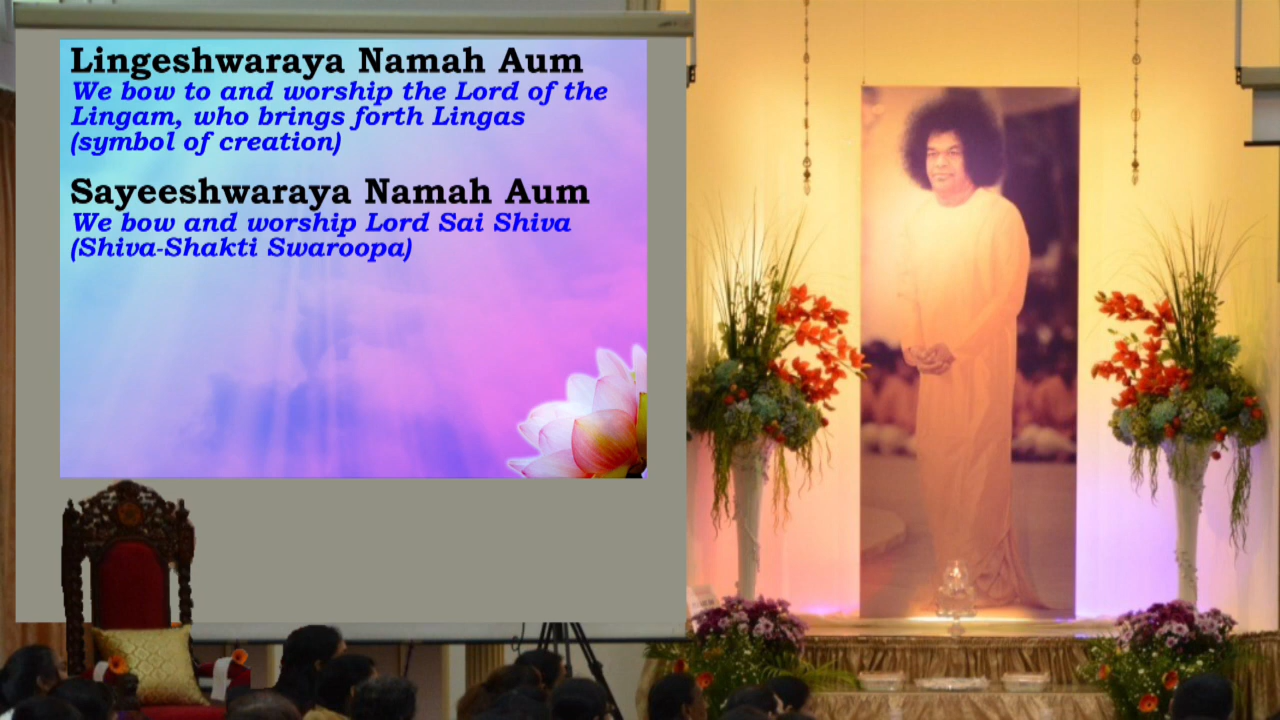 Lingeshwaraya Namah Aum
We bow to and worship the Lord of the
Lingam, who brings forth Lingas
(symbol of creation)
Sayeeshwaraya Namah Aum
We bow and worship Lord Sai Shiva
(Shiva-Shakti Swaroopa)